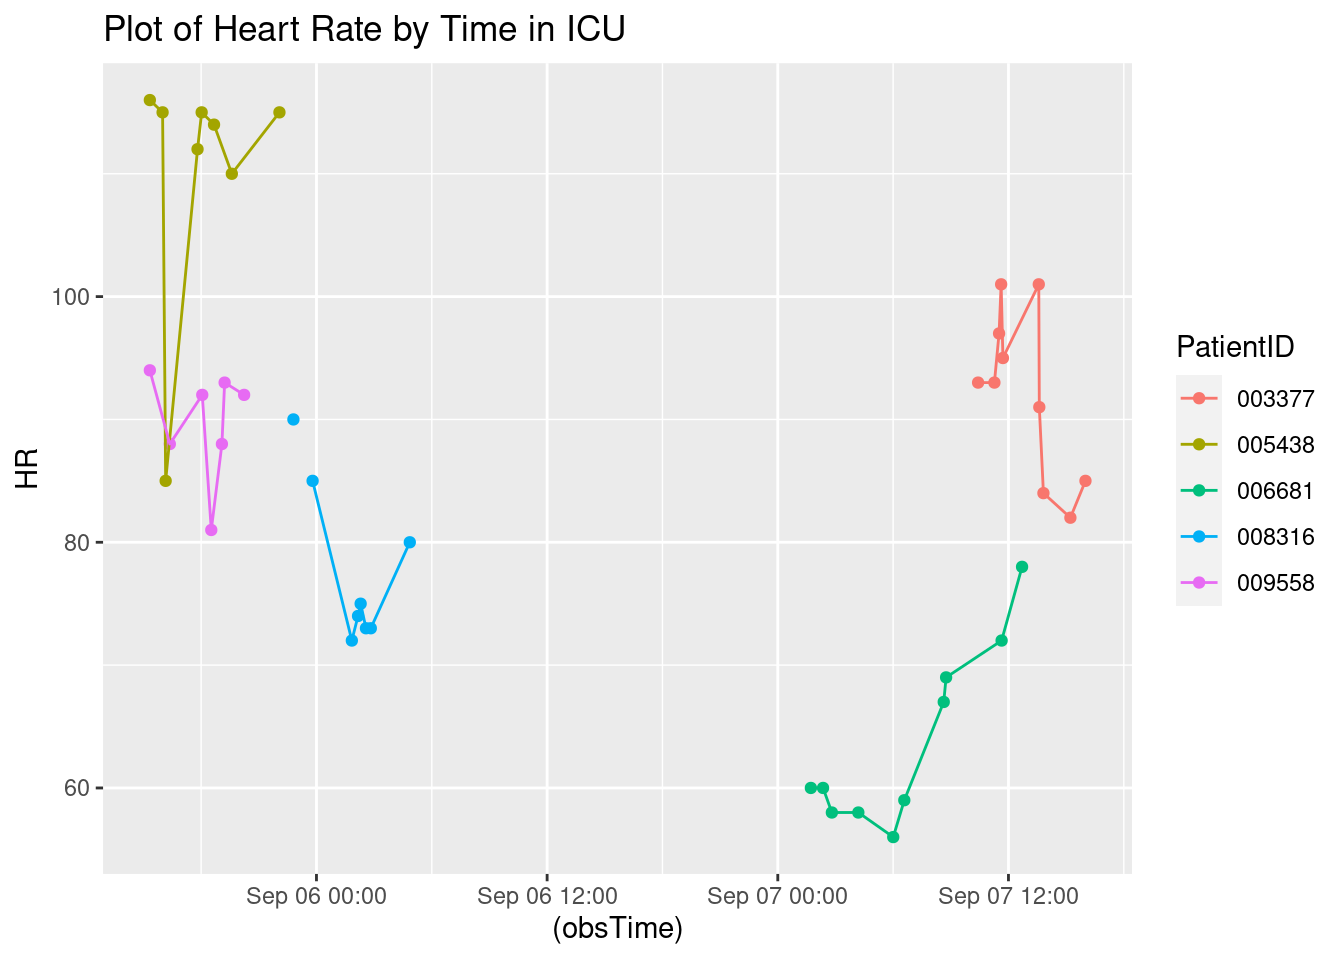 Plot of Heart Rate by Time in ICU
HR
100
80
60
Sep 06 00:00
Sep 06 12:00
Sep 07 00:00
Sep 07 12:00
(obsTime)
PatientID
003377
005438
006681
008316
009558